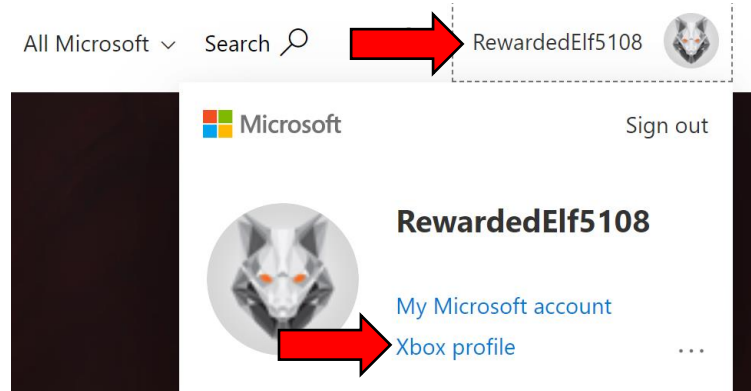 All Microsoft Search RewardedElf5108
Microsoft Sign out
RewardedElf5108
My Microsoft account
Xbox profile ...